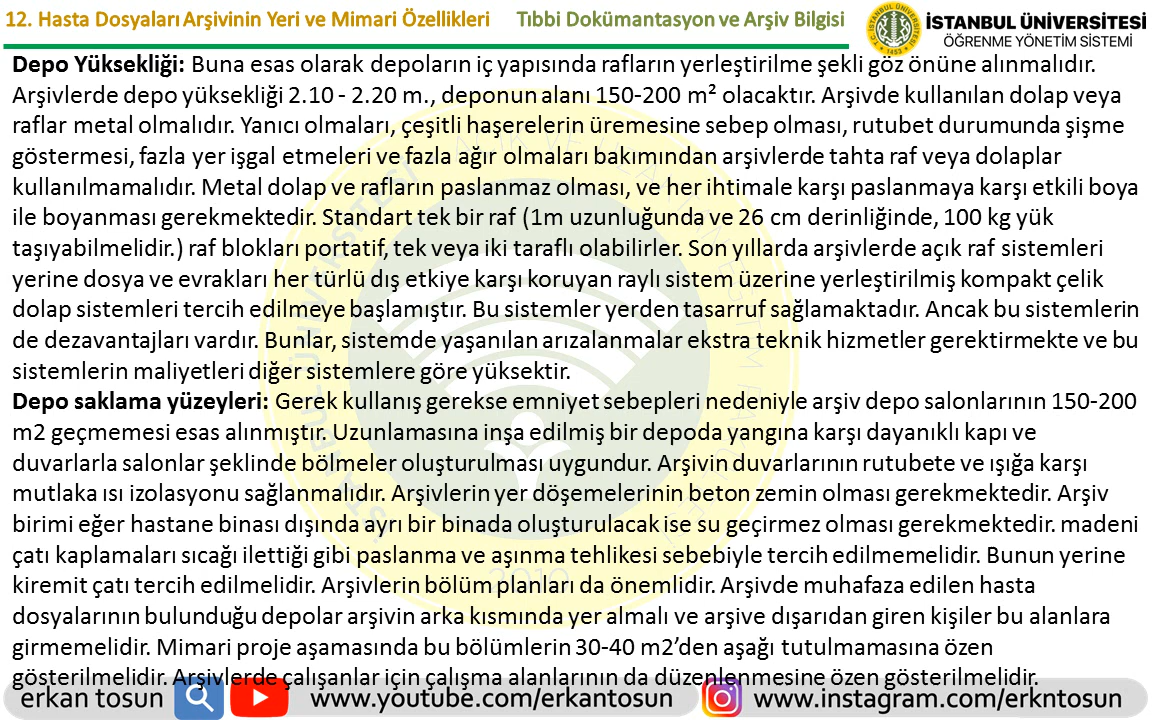 12. Hasta Dosyaları Arşivinin Yeri ve Mimari Özellikleri Tıbbi Dokümantasyon ve Arşiv Bilgisi
İSTANBUL ÜNİVERSİTESİ
ÖĞRENME YÖNETİM SİSTEMİ
Depo Yüksekliği: Buna esas olarak depoların iç yapısında rafların yerleştirilme şekli göz önüne alınmalıdır.
Arşivlerde depo yüksekliği 2.10 - 2.20 m., deponun alanı 150-200 m² olacaktır. Arşivde kullanılan dolap veya
raflar metal olmalıdır. Yanıcı olmaları, çeşitli haşerelerin üremesine sebep olması, rutubet durumunda şişme
göstermesi, fazla yer işgal etmeleri ve fazla ağır olmaları bakımından arşivlerde tahta raf veya dolaplar
kullanılmamalıdır. Metal dolap ve rafların paslanmaz olması, ve her ihtimale karşı paslanmaya karşı etkili boya
ile boyanması gerekmektedir. Standart tek bir raf (1m uzunluğunda ve 26 cm derinliğinde, 100 kg yük
taşıyabilmelidir.) raf blokları portatif, tek veya iki taraflı olabilirler. Son yıllarda arşivlerde açık raf sistemleri
yerine dosya ve evrakları her türlü dış etkiye karşı koruyan raylı sistem üzerine yerleştirilmiş kompakt çelik
dolap sistemleri tercih edilmeye başlamıştır. Bu sistemler yerden tasarruf sağlamaktadır. Ancak bu sistemlerin
de dezavantajları vardır. Bunlar, sistemde yaşanılan arızalanmalar ekstra teknik hizmetler gerektirmekte ve bu
sistemlerin maliyetleri diğer sistemlere göre yüksektir.
Depo saklama yüzeyleri: Gerek kullanış gerekse emniyet sebepleri nedeniyle arşiv depo salonlarının 150-200
m2 geçmemesi esas alınmıştır. Uzunlamasına inşa edilmiş bir depoda yangına karşı dayanıklı kapı ve
duvarlarla salonlar şeklinde bölmeler oluşturulması uygundur. Arşivin duvarlarının rutubete ve ışığa karşı
mutlaka ısı izolasyonu sağlanmalıdır. Arşivlerin yer döşemelerinin beton zemin olması gerekmektedir. Arşiv
birimi eğer hastane binası dışında ayrı bir binada oluşturulacak ise su geçirmez olması gerekmektedir. madeni
çatı kaplamaları sıcağı ilettiği gibi paslanma ve aşınma tehlikesi sebebiyle tercih edilmemelidir. Bunun yerine
kiremit çatı tercih edilmelidir. Arşivlerin bölüm planları da önemlidir. Arşivde muhafaza edilen hasta
dosyalarının bulunduğu depolar arşivin arka kısmında yer almalı ve arşive dışarıdan giren kişiler bu alanlara
girmemelidir. Mimari proje aşamasında bu bölümlerin 30-40 m2’den aşağı tutulmamasına özen
gösterilmelidir. Arşivlerde çalışanlar için çalışma alanlarının da düzenlenmesine özen gösterilmelidir.
erkan tosun www.youtube.com/erkantosun www.instagram.com/erkntosun